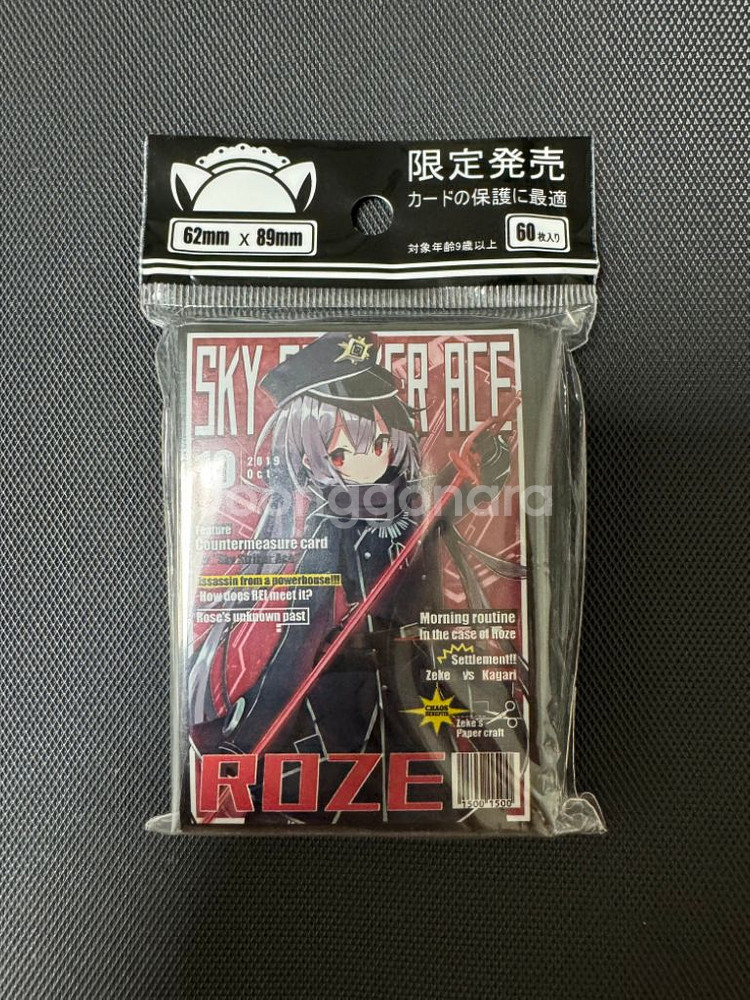 限定発売
カードの保護に最適
62mm x 89mm
対象年齢9歳以上
60枚入り
SKY ACE
2019
Oct
Feature
Countermeasure card
Assassin from a powerhouse!!!
How does REI meet it?
Rose's unknown past
Morning routine
In the case of Roze
Settlement!!
Zeke vs Kagari
CHAOS
Zeke's
Paper craft
ROZE
1500-1500
joonggonara